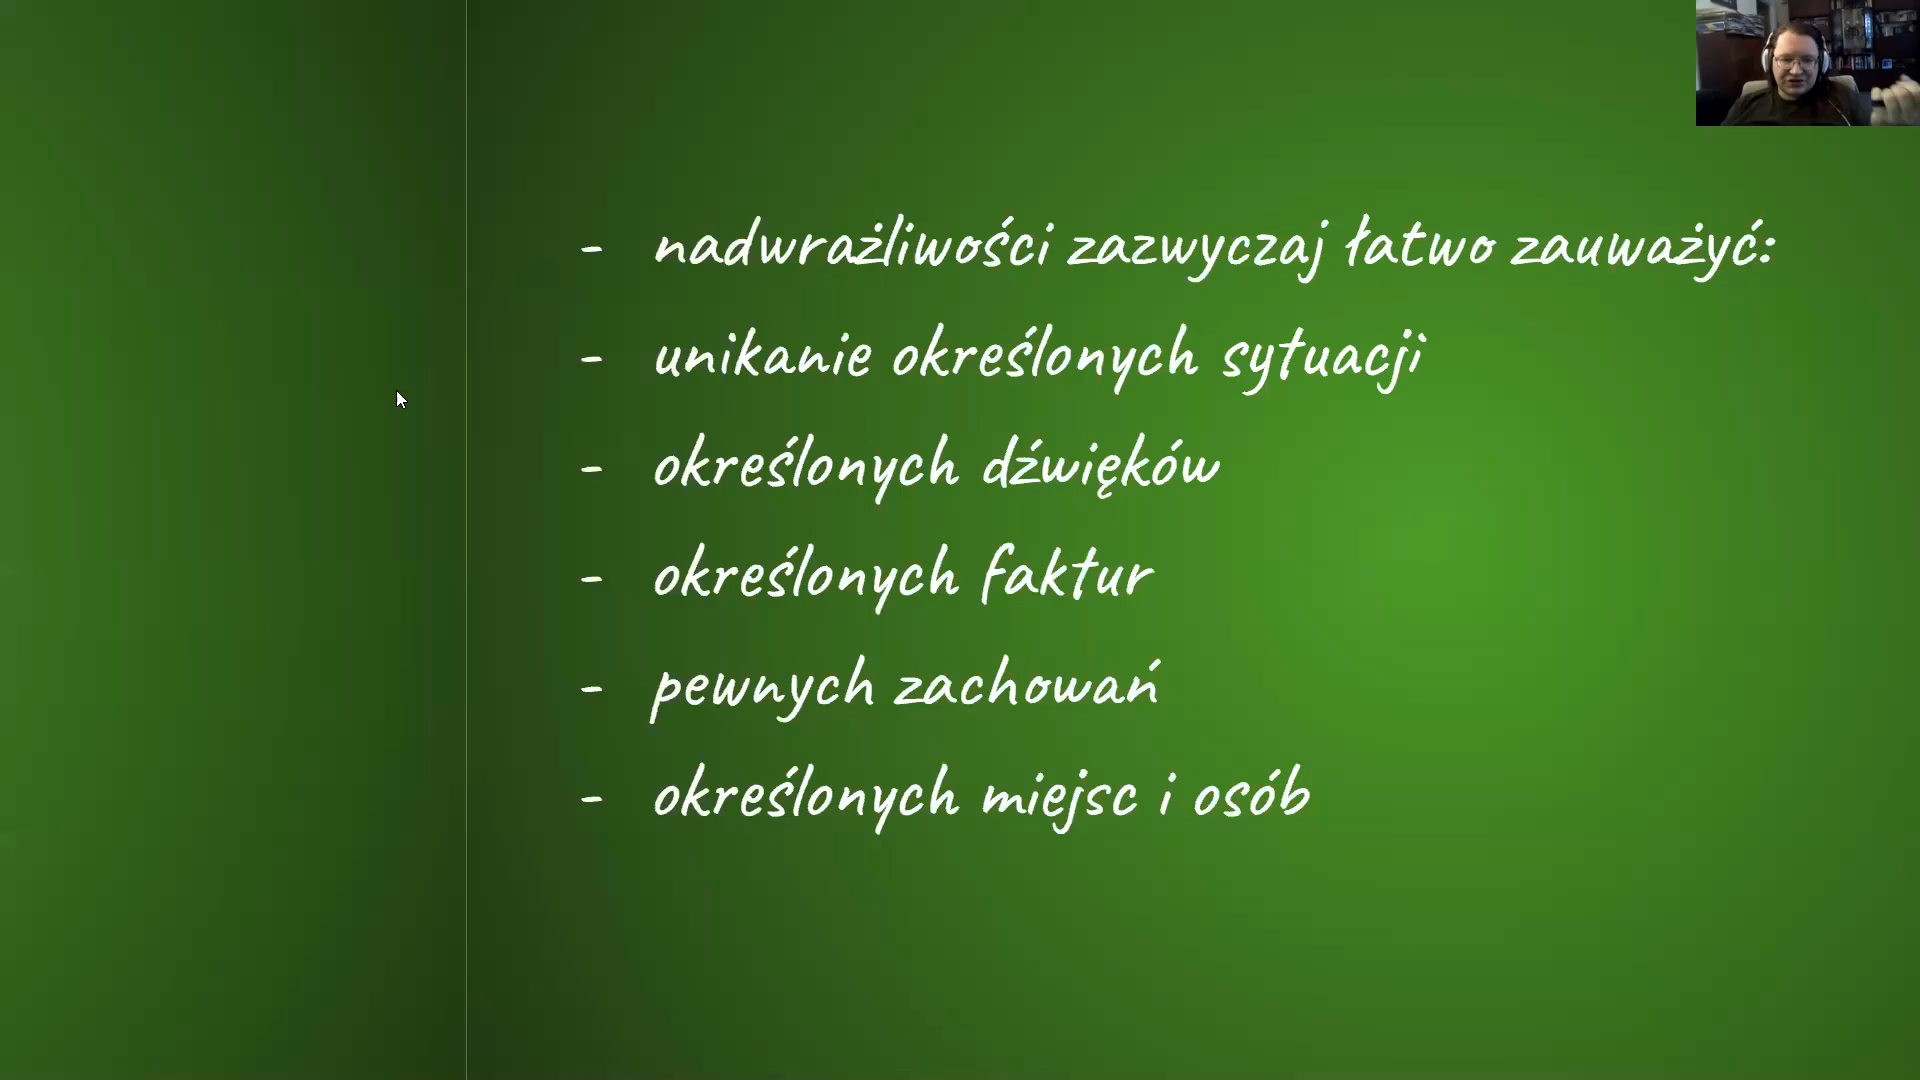 - nadwrażliwości zazwyczaj łatwo zauważyć:
- unikanie określonych sytuacji
- określonych dźwięków
- określonych faktur
- pewnych zachowań
- określonych miejsc i osób